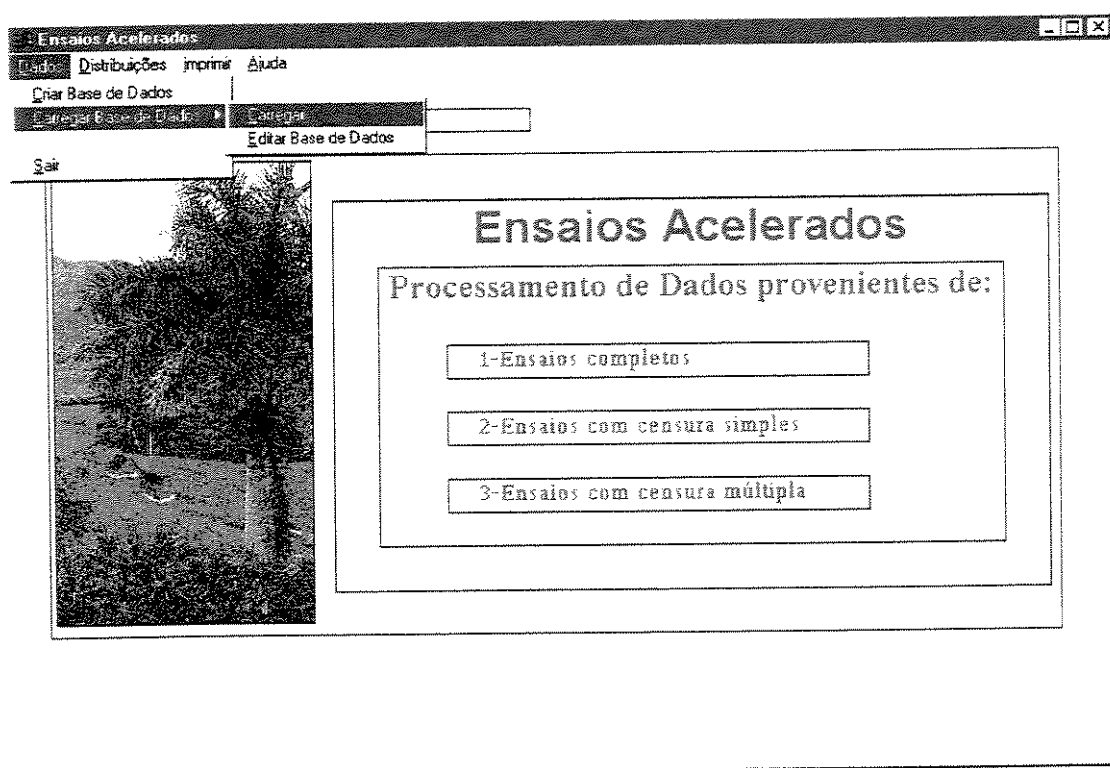 Ensaios Acelerados
Dados Distribuições Imprimir Ajuda
Criar Base de Dados
Carregar Base de Dados Carregar
Editar Base de Dados
Sair
Ensaios Acelerados
Processamento de Dados provenientes de:
1-Ensaios completos
2-Ensaios com censura simples
3-Ensaios com censura múltipla